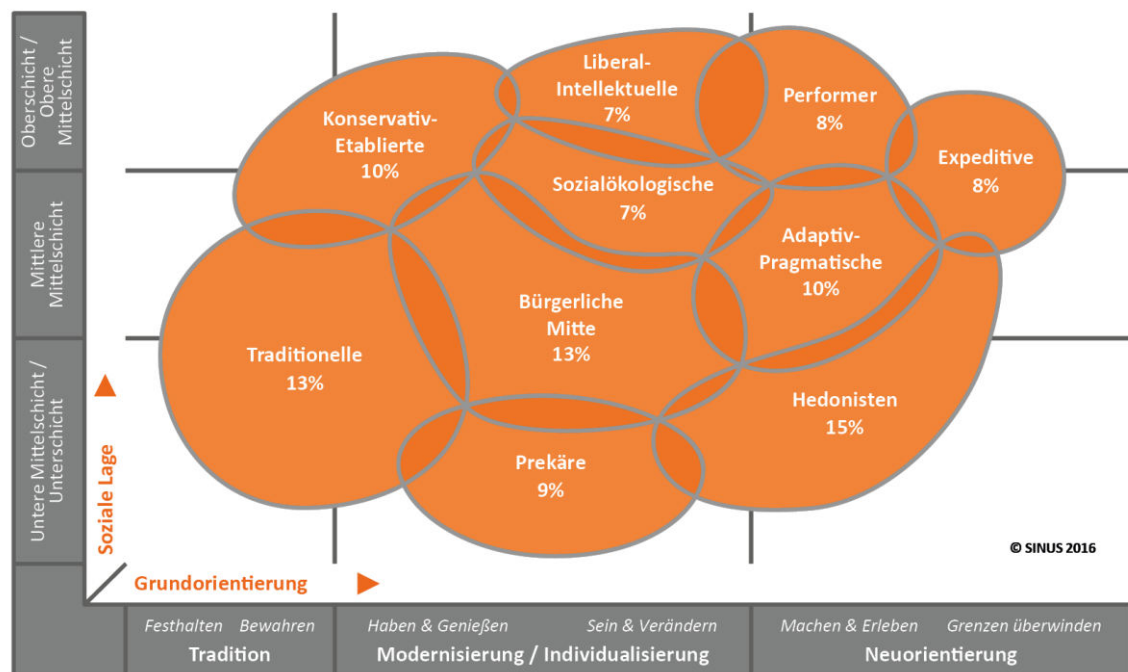 Oberschicht /
Obere
Mittelschicht
Mittlere
Mittelschicht
Untere Mittelschicht /
Unterschicht
Soziale Lage
Konservativ-
Etablierte
10%
Liberal-
Intellektuelle
7%
Performer
8%
Expeditive
8%
Sozialökologische
7%
Adaptiv-
Pragmatische
10%
Bürgerliche
Mitte
13%
Traditionelle
13%
Hedonisten
15%
Prekäre
9%
© SINUS 2016
Grundorientierung
Festhalten Bewahren
Tradition
Haben & Genießen Sein & Verändern
Modernisierung / Individualisierung
Machen & Erleben Grenzen überwinden
Neuorientierung